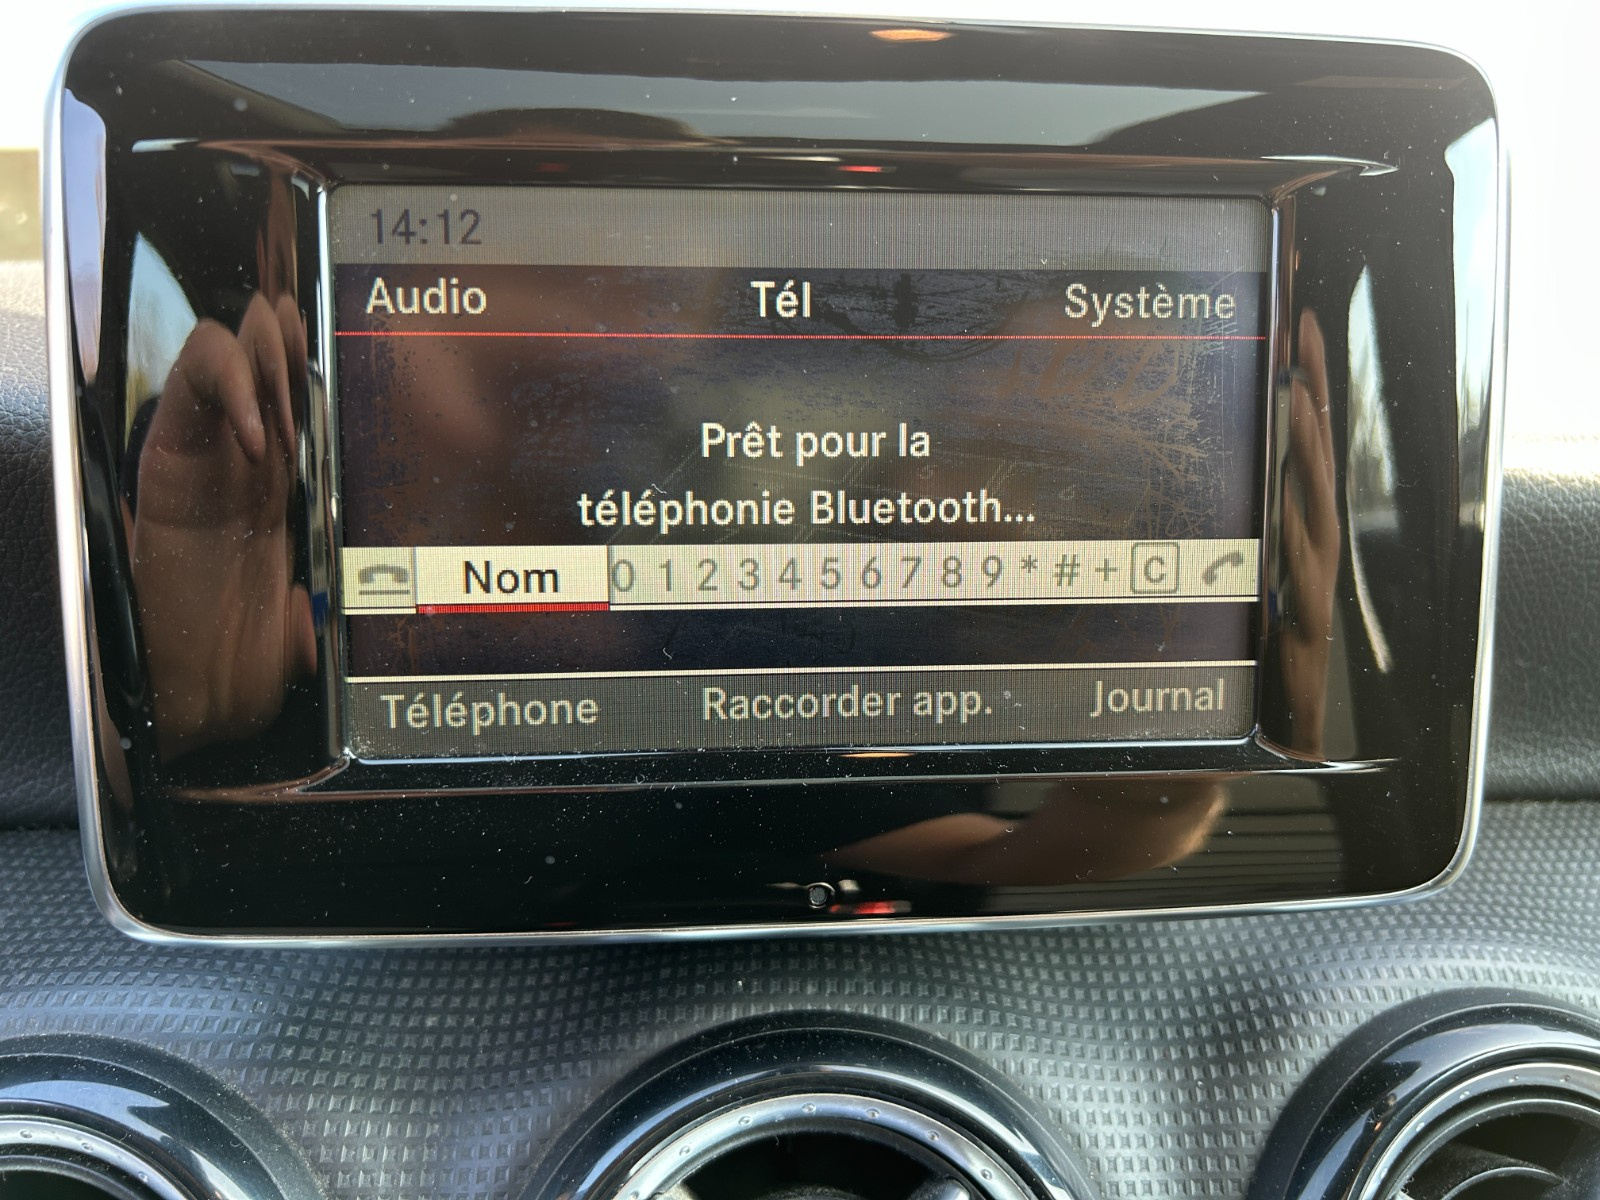 14:12
Audio Tél Système
Prêt pour la
téléphonie Bluetooth...
Nom 0 1 2 3 4 5 6 7 8 9 * # + C
Téléphone Raccorder app. Journal